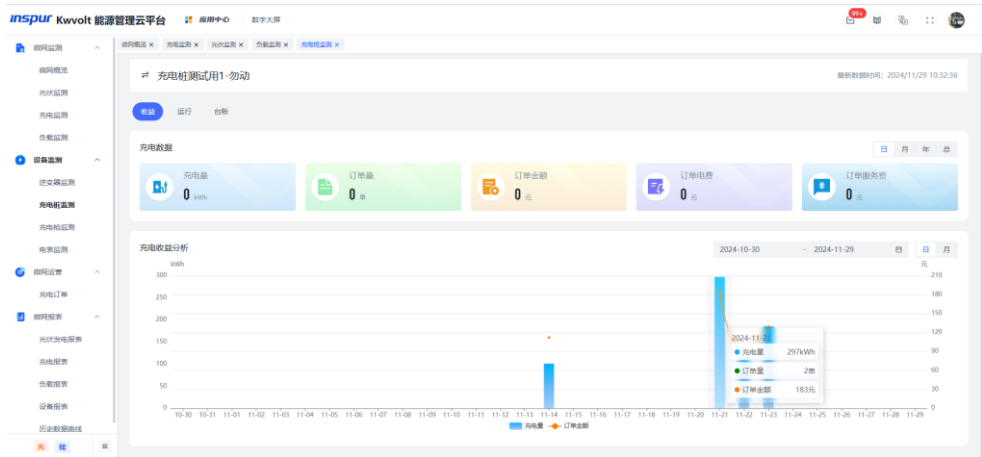 inspur Kwvolt 能源管理云平台 应用中心 数字大屏 99+
微网监测
微网概览
光伏监测
充电监测
负载监测
设备监测
逆变器监测
充电桩监测
充电枪监测
电表监测
微网运营
充电订单
微网报表
光伏发电报表
充电报表
负载报表
设备报表
历史数据曲线
光 储
微网概览 × 充电监测 × 光伏监测 × 负载监测 × 充电桩监测 ×
充电桩测试用1-勿动 最新数据时间: 2024/11/29 10:32:36
收益 运行 台账
充电数据 日 月 年 总
充电量 订单量 订单金额 订单电费 订单服务费
0 kWh 0 单 0 元 0 元 0 元
充电收益分析 2024-10-30 - 2024-11-29 日 月
kWh 元
300 210
250 180
200 150
150 120
100 90
50 60
0 30
0
2024-11-21
充电量 297kWh
订单量 2单
订单金额 183元
10-30 10-31 11-01 11-02 11-03 11-04 11-05 11-06 11-07 11-08 11-09 11-10 11-11 11-12 11-13 11-14 11-15 11-16 11-17 11-18 11-19 11-20 11-21 11-22 11-23 11-24 11-25 11-26 11-27 11-28 11-29
充电量 订单金额